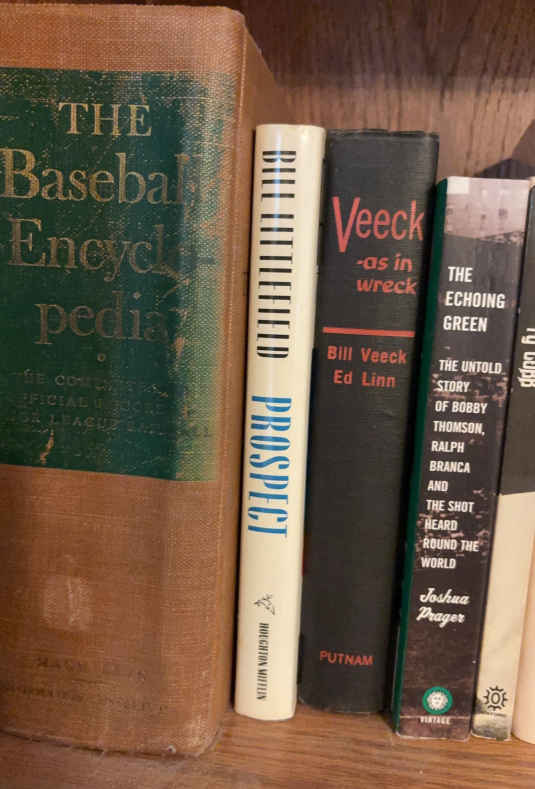 THE
Baseball
Encyclo
pedia
BILL LITTLEFIELD
PROSPECT
HOUGHTON MIFFLIN
Veeck
-as in
wreck
Bill Veeck
Ed Linn
PUTNAM
THE
ECHOING
GREEN
THE UNTOLD
STORY
OF BOBBY
THOMSON,
RALPH
BRANCA
AND
THE SHOT
HEARD
'ROUND THE
WORLD
Joshua
Prager
VINTAGE
Ty Cobb